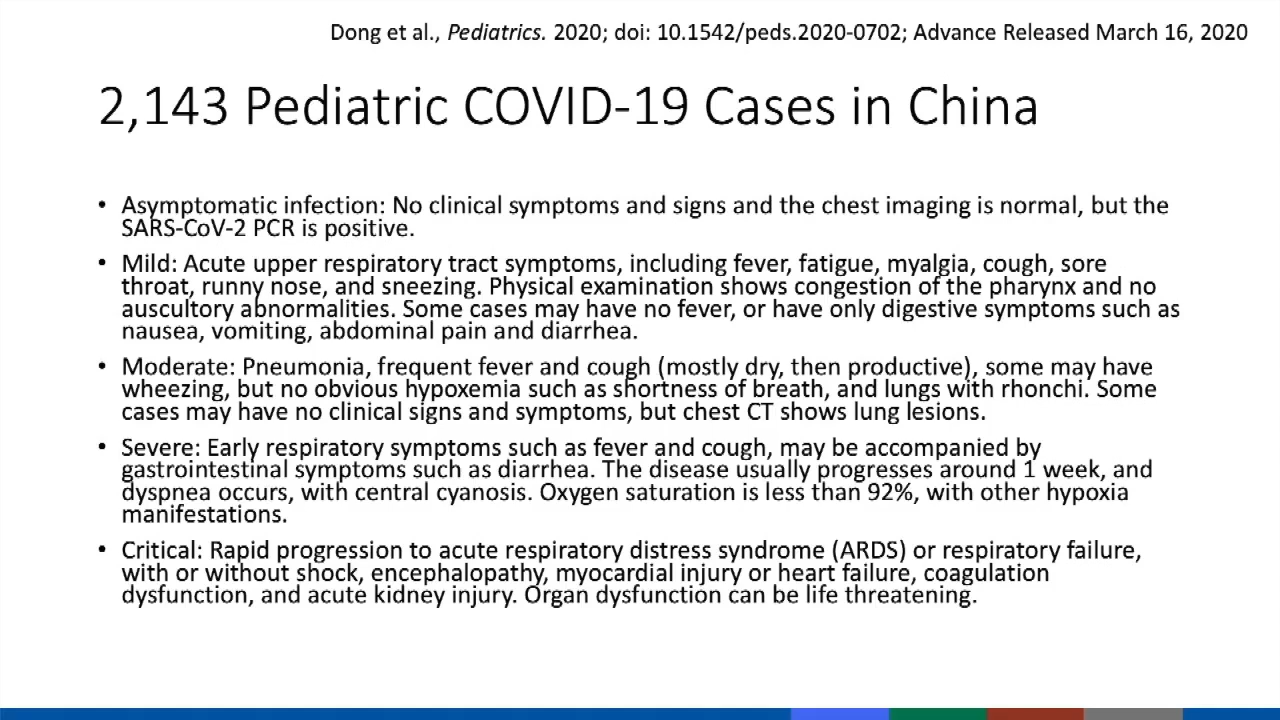 Dong et al., Pediatrics. 2020; doi: 10.1542/peds.2020-0702; Advance Released March 16, 2020
2,143 Pediatric COVID-19 Cases in China
• Asymptomatic infection: No clinical symptoms and signs and the chest imaging is normal, but the
SARS-CoV-2 PCR is positive.
• Mild: Acute upper respiratory tract symptoms, including fever, fatigue, myalgia, cough, sore
throat, runny nose, and sneezing. Physical examination shows congestion of the pharynx and no
auscultory abnormalities. Some cases may have no fever, or have only digestive symptoms such as
nausea, vomiting, abdominal pain and diarrhea.
• Moderate: Pneumonia, frequent fever and cough (mostly dry, then productive), some may have
wheezing, but no obvious hypoxemia such as shortness of breath, and lungs with rhonchi. Some
cases may have no clinical signs and symptoms, but chest CT shows lung lesions.
• Severe: Early respiratory symptoms such as fever and cough, may be accompanied by
gastrointestinal symptoms such as diarrhea. The disease usually progresses around 1 week, and
dyspnea occurs, with central cyanosis. Oxygen saturation is less than 92%, with other hypoxia
manifestations.
• Critical: Rapid progression to acute respiratory distress syndrome (ARDS) or respiratory failure,
with or without shock, encephalopathy, myocardial injury or heart failure, coagulation
dysfunction, and acute kidney injury. Organ dysfunction can be life threatening.